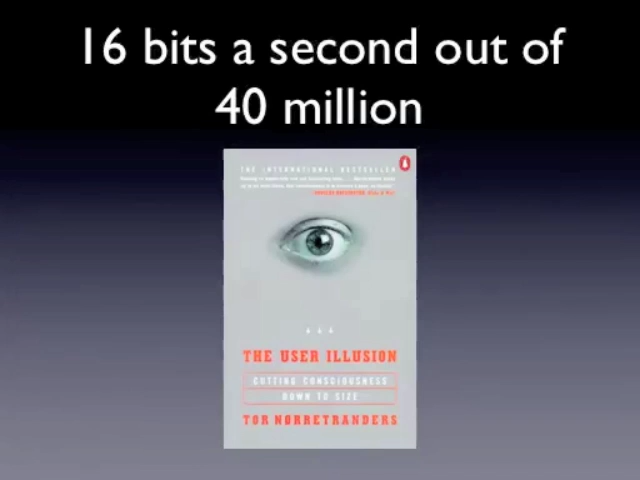 16 bits a second out of
40 million
THE INTERNATIONAL BESTSELLER
THE USER ILLUSION
CUTTING CONSCIOUSNESS
DOWN TO SIZE
TOR NØRRETRANDERS